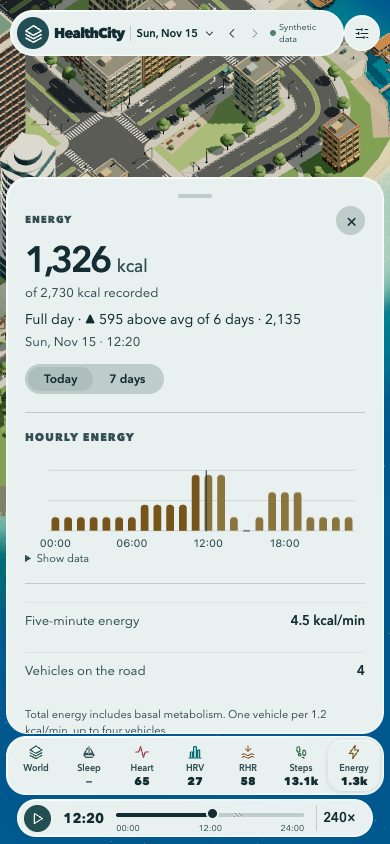 HealthCity
Sun, Nov 15
Synthetic
data
ENERGY
1,326 kcal
of 2,730 kcal recorded
Full day · ▲ 595 above avg of 6 days · 2,135
Sun, Nov 15 · 12:20
Today 7 days
HOURLY ENERGY
00:00 06:00 12:00 18:00
Show data
Five-minute energy 4.5 kcal/min
Vehicles on the road 4
Total energy includes basal metabolism. One vehicle per 1.2
kcal/min, up to four vehicles.
World Sleep Heart HRV RHR Steps Energy
– 65 27 58 13.1k 1.3k
12:20 240×
00:00 12:00 24:00